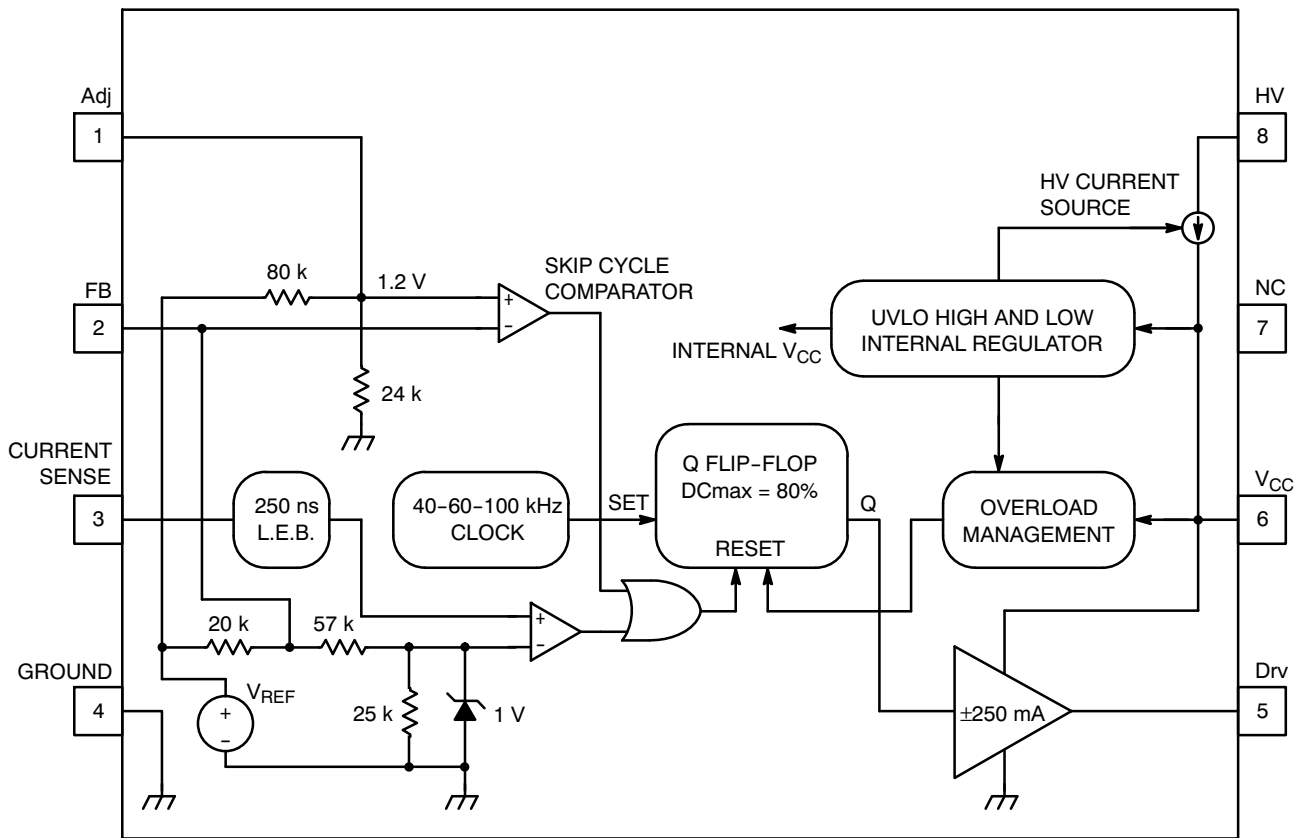 Adj
1
HV
8
HV CURRENT
SOURCE
80 k
1.2 V
SKIP CYCLE
COMPARATOR
+
−
FB
2
NC
7
UVLO HIGH AND LOW
INTERNAL REGULATOR
INTERNAL VCC
24 k
CURRENT
SENSE
3
250 ns
L.E.B.
40−60−100 kHz
CLOCK
SET
Q FLIP−FLOP
DCmax = 80%
RESET
Q
OVERLOAD
MANAGEMENT
VCC
6
20 k
57 k
+
−
GROUND
4
VREF
+
−
25 k
1 V
±250 mA
Drv
5